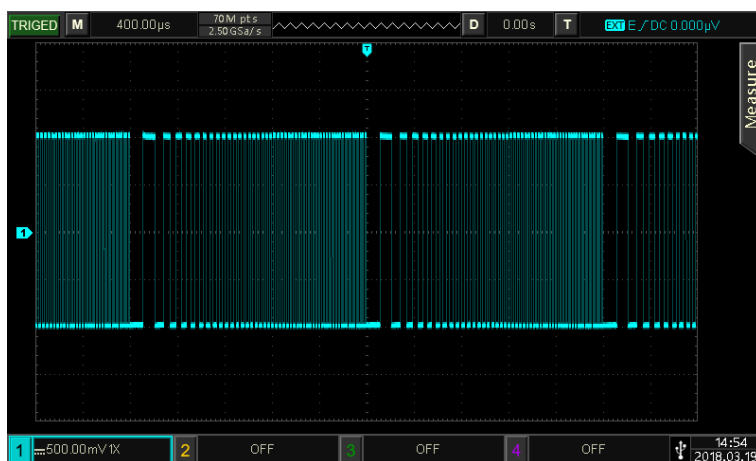 TRIGED M 400.00μs 70M pts D 0.00s T EXT E DC 0.000μV
2.50GSa/s
T
Measure
1
1 500.00mV 1X 2 OFF 3 OFF 4 OFF 14:54
2018.03.19